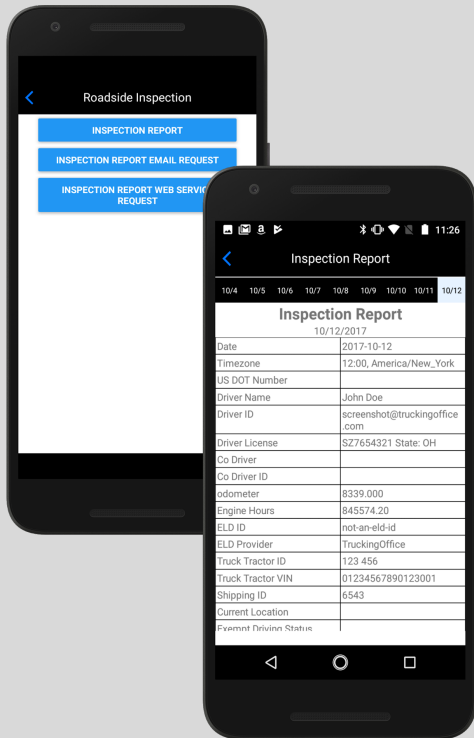 Roadside Inspection
INSPECTION REPORT
INSPECTION REPORT EMAIL REQUEST
INSPECTION REPORT WEB
REQUEST
11:26
Inspection Report
10/4 10/5 10/6 10/7 10/8 10/9 10/10 10/11 10/12
Inspection Report
10/12/2017
Date 2017-10-12
Timezone 12:00, America/New_York
US DOT Number
Driver Name John Doe
Driver ID screenshot@truckingoffice
.com
Driver License SZ7654321 State: OH
Co Driver
Co Driver ID
odometer 8339.000
Engine Hours 845574.20
ELD ID not-an-eld-id
ELD Provider TruckingOffice
Truck Tractor ID 123 456
Truck Tractor VIN 01234567890123001
Shipping ID 6543
Current Location
Exempt Driving Status